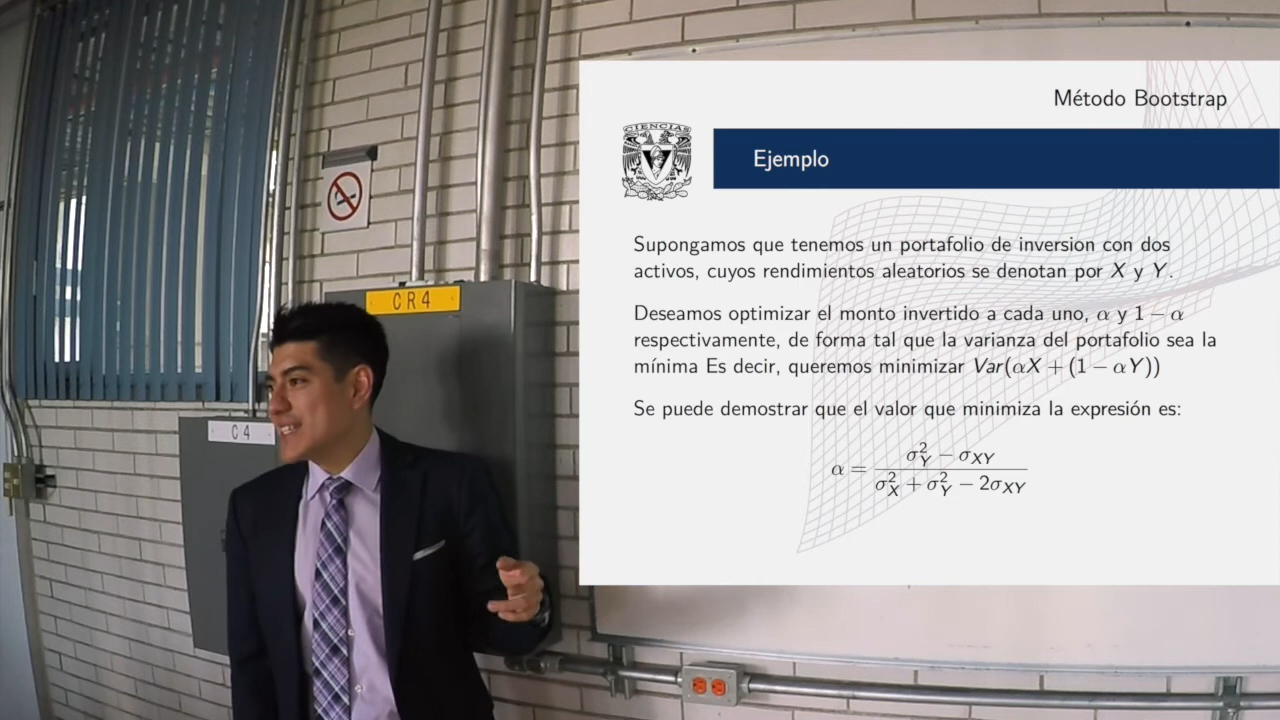 Método Bootstrap
CIENCIAS
Ejemplo
Supongamos que tenemos un portafolio de inversion con dos
activos, cuyos rendimientos aleatorios se denotan por X y Y.
Deseamos optimizar el monto invertido a cada uno, α y 1 − α
respectivamente, de forma tal que la varianza del portafolio sea la
mínima Es decir, queremos minimizar Var(αX + (1 − αY))
Se puede demostrar que el valor que minimiza la expresión es:
α = (σ²_Y − σ_XY) / (σ²_X + σ²_Y − 2σ_XY)
CR4
C4